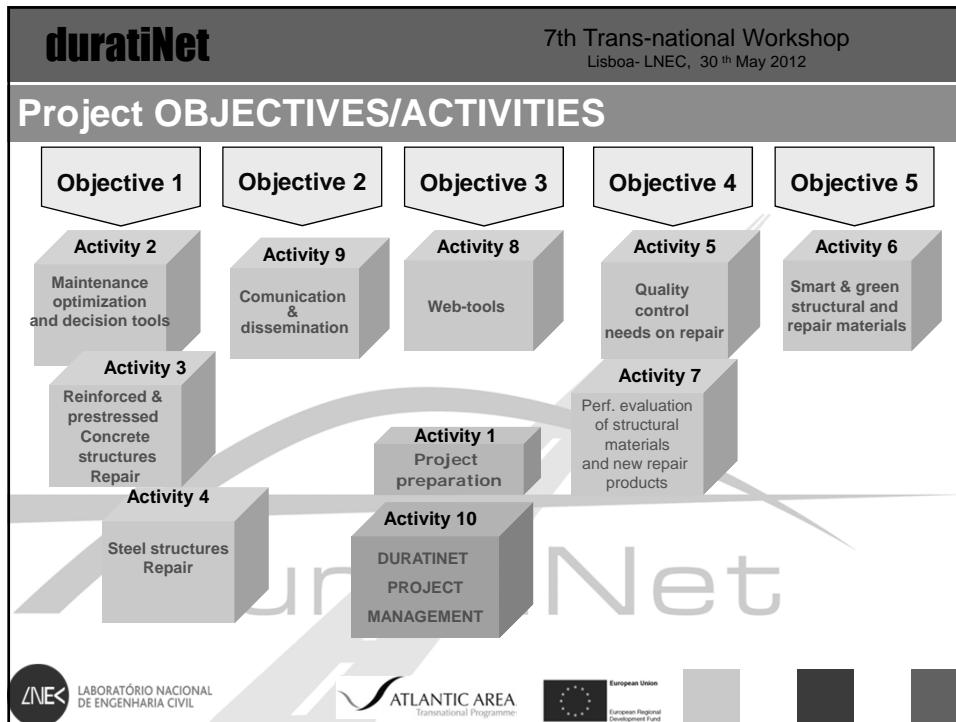 duratiNet
7th Trans-national Workshop
Lisboa- LNEC, 30 th May 2012
Project OBJECTIVES/ACTIVITIES
Objective 1
Objective 2
Objective 3
Objective 4
Objective 5
Activity 2
Maintenance
optimization
and decision tools
Activity 9
Comunication
&
dissemination
Activity 8
Web-tools
Activity 5
Quality
control
needs on repair
Activity 6
Smart & green
structural and
repair materials
Activity 3
Reinforced &
prestressed
Concrete
structures
Repair
Activity 7
Perf. evaluation
of structural
materials
and new repair
products
Activity 1
Project
preparation
Activity 4
Steel structures
Repair
Activity 10
DURATINET
PROJECT
MANAGEMENT
LNEC
LABORATÓRIO NACIONAL
DE ENGENHARIA CIVIL
ATLANTIC AREA
Transnational Programme
European Union
European Regional
Development Fund